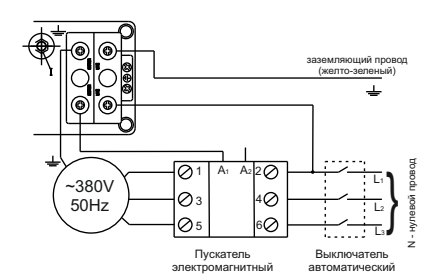 I
заземляющий провод
(желто-зеленый)
~380V
50Hz
1
3
5
A1
A2
2
4
6
L1
L2
L3
N - нулевой провод
Пускатель
электромагнитный
Выключатель
автоматический